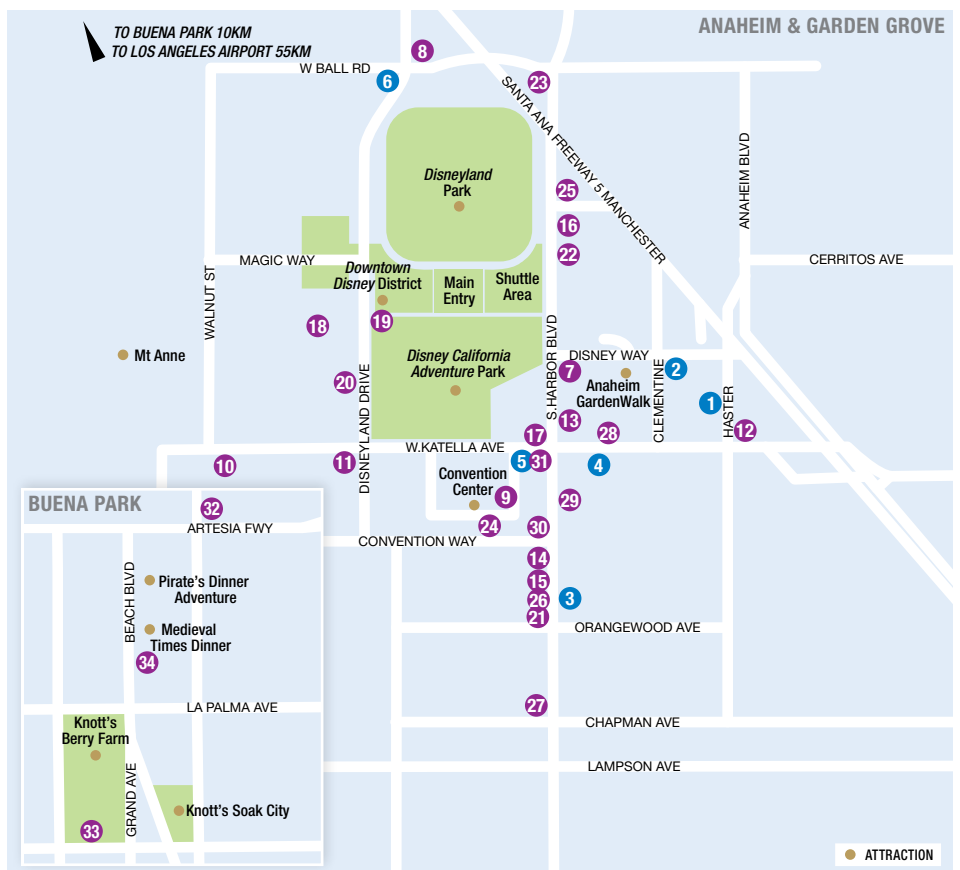 TO BUENA PARK 10KM
TO LOS ANGELES AIRPORT 55KM
ANAHEIM & GARDEN GROVE
8
W BALL RD
6
23
SANTA ANA FREEWAY 5 MANCHESTER
Disneyland
Park
25
16
22
ANAHEIM BLVD
WALNUT ST
MAGIC WAY
CERRITOS AVE
Downtown
Disney District
Main
Entry
Shuttle
Area
18
19
S.HARBOR BLVD
Mt Anne
Disney California
Adventure Park
20
DISNEYLAND DRIVE
DISNEY WAY
7
Anaheim
GardenWalk
CLEMENTINE
2
1
HASTER
12
13
28
17
W.KATELLA AVE
10
11
5
31
4
Convention
Center
9
29
24
30
CONVENTION WAY
14
15
26
3
21
ORANGEWOOD AVE
27
CHAPMAN AVE
LAMPSON AVE
BUENA PARK
32
ARTESIA FWY
BEACH BLVD
Pirate's Dinner
Adventure
Medieval
Times Dinner
34
LA PALMA AVE
Knott's
Berry Farm
GRAND AVE
Knott's Soak City
33
ATTRACTION